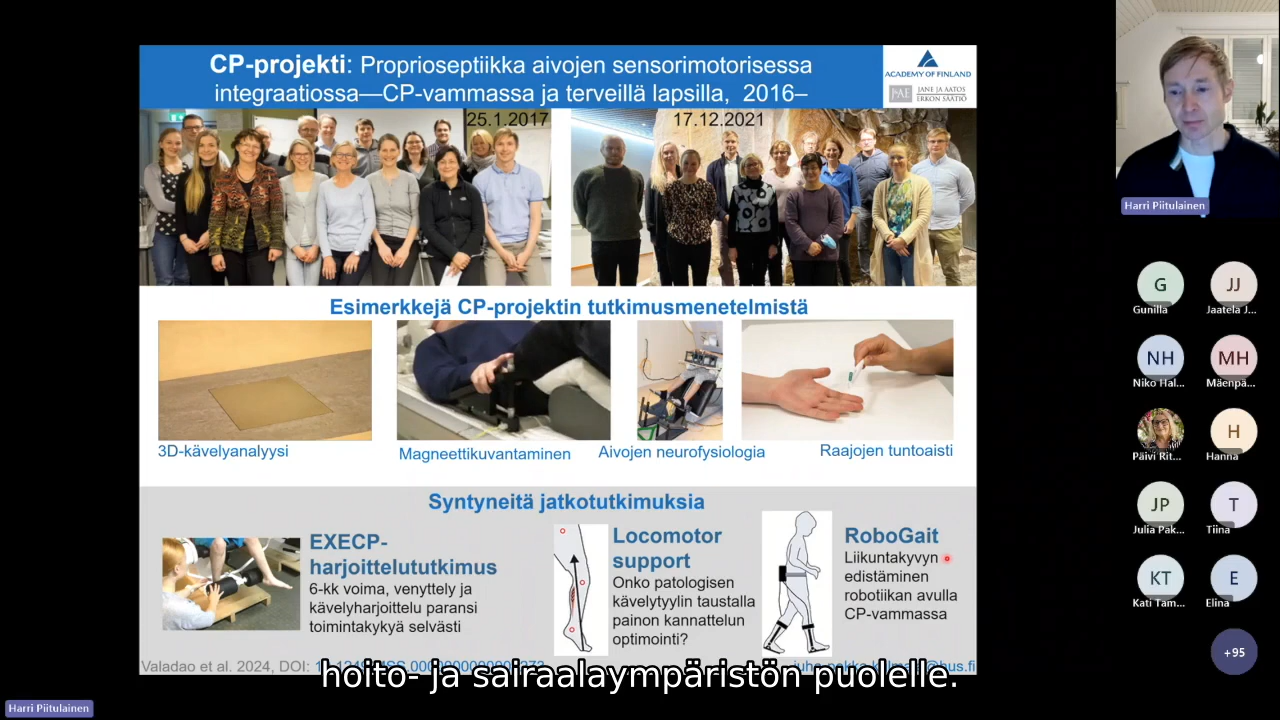 CP-projekti: Proprioseptiikka aivojen sensorimotorisessa
integraatiossa—CP-vammassa ja terveillä lapsilla, 2016–
ACADEMY OF FINLAND
JANE JA AATOS
ERKON SÄÄTIÖ
25.1.2017
17.12.2021
Esimerkkejä CP-projektin tutkimusmenetelmistä
3D-kävelyanalyysi
Magneettikuvantaminen
Aivojen neurofysiologia
Raajojen tuntoaisti
Syntyneitä jatkotutkimuksia
EXECP-
harjoittelututkimus
6-kk voima, venyttely ja
kävelyharjoittelu paransi
toimintakykyä selvästi
Locomotor
support
Onko patologisen
kävelytyylin taustalla
painon kannattelun
optimointi?
RoboGait
Liikuntakyvyn
edistäminen
robotiikan avulla
CP-vammassa
Valadao et al. 2024, DOI:
hoito- ja sairaalaympäristön puolelle.
Harri Piitulainen
Harri Piitulainen
G
Gunilla
JJ
Jaatela J...
NH
Niko Hal...
MH
Mäenpä...
Päivi Rit...
H
Hanna
JP
Julia Pak...
T
Tiina
KT
Kati Tam...
E
Elina
+95